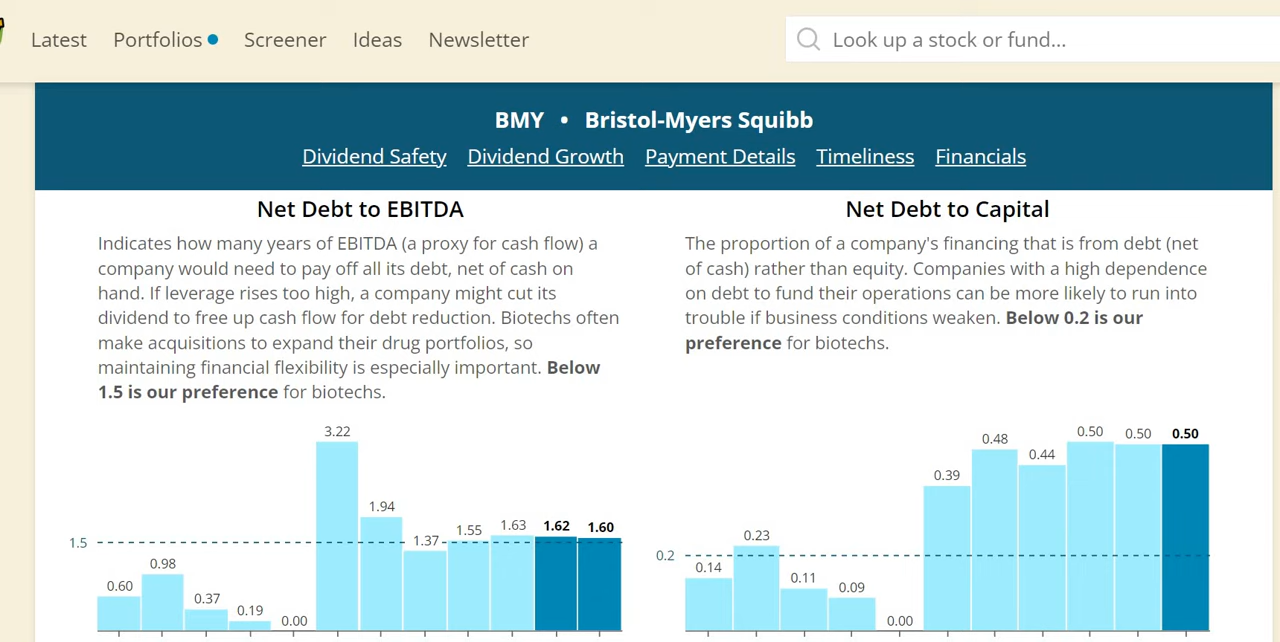 Latest Portfolios Screener Ideas Newsletter Look up a stock or fund...
BMY • Bristol-Myers Squibb
Dividend Safety Dividend Growth Payment Details Timeliness Financials
Net Debt to EBITDA
Indicates how many years of EBITDA (a proxy for cash flow) a
company would need to pay off all its debt, net of cash on
hand. If leverage rises too high, a company might cut its
dividend to free up cash flow for debt reduction. Biotechs often
make acquisitions to expand their drug portfolios, so
maintaining financial flexibility is especially important. Below
1.5 is our preference for biotechs.
3.22
1.94
1.37
1.55
1.63
1.62
1.60
1.5
0.98
0.60
0.37
0.19
0.00
Net Debt to Capital
The proportion of a company's financing that is from debt (net
of cash) rather than equity. Companies with a high dependence
on debt to fund their operations can be more likely to run into
trouble if business conditions weaken. Below 0.2 is our
preference for biotechs.
0.39
0.48
0.44
0.50
0.50
0.50
0.2
0.14
0.23
0.11
0.09
0.00